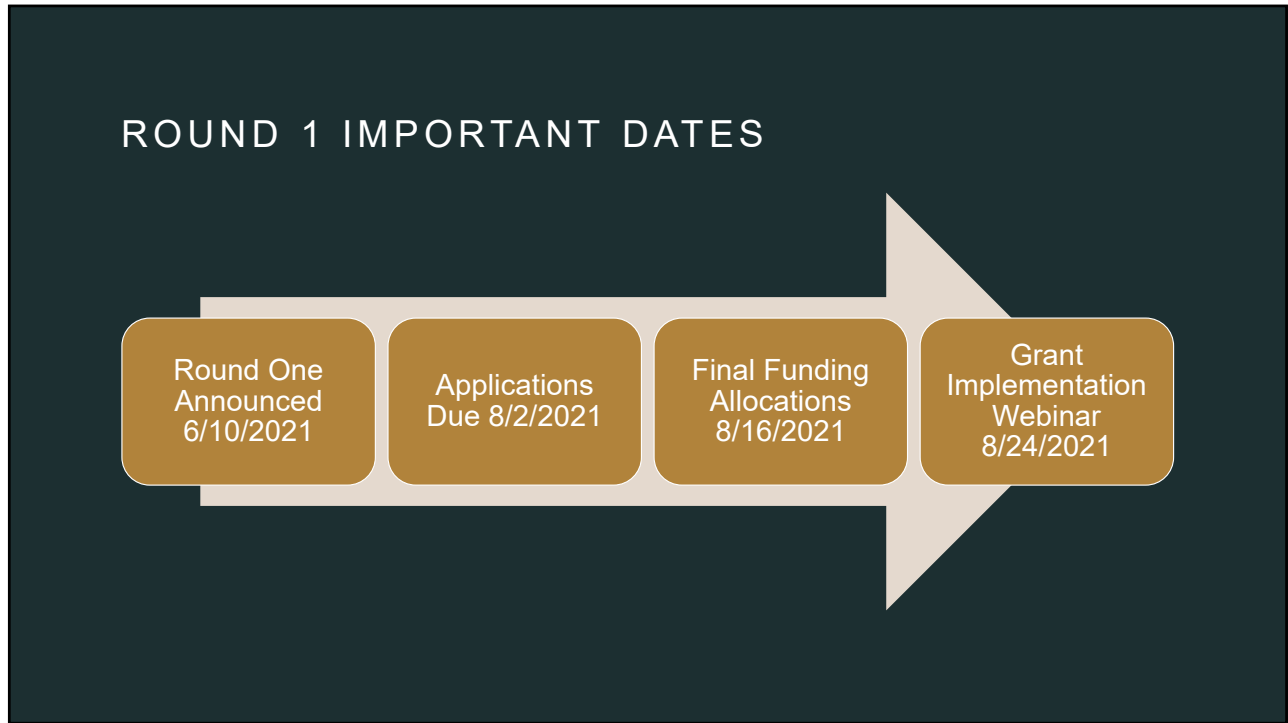 ROUND 1 IMPORTANT DATES
Round One
Announced
6/10/2021
Applications
Due 8/2/2021
Final Funding
Allocations
8/16/2021
Grant
Implementation
Webinar
8/24/2021